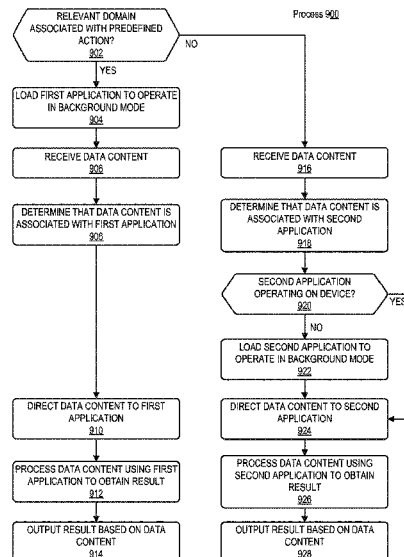 Process 900
RELEVANT DOMAIN
ASSOCIATED WITH PREDEFINED
ACTION?
902
NO
YES
LOAD FIRST APPLICATION TO OPERATE
IN BACKGROUND MODE
904
RECEIVE DATA CONTENT
906
DETERMINE THAT DATA CONTENT IS
ASSOCIATED WITH FIRST APPLICATION
908
DIRECT DATA CONTENT TO FIRST
APPLICATION
910
PROCESS DATA CONTENT USING FIRST
APPLICATION TO OBTAIN RESULT
912
OUTPUT RESULT BASED ON DATA
CONTENT
914
RECEIVE DATA CONTENT
916
DETERMINE THAT DATA CONTENT IS
ASSOCIATED WITH SECOND
APPLICATION
918
SECOND APPLICATION
OPERATING ON DEVICE?
920
YES
NO
LOAD SECOND APPLICATION TO
OPERATE IN BACKGROUND MODE
922
DIRECT DATA CONTENT TO SECOND
APPLICATION
924
PROCESS DATA CONTENT USING
SECOND APPLICATION TO OBTAIN
RESULT
926
OUTPUT RESULT BASED ON DATA
CONTENT
928